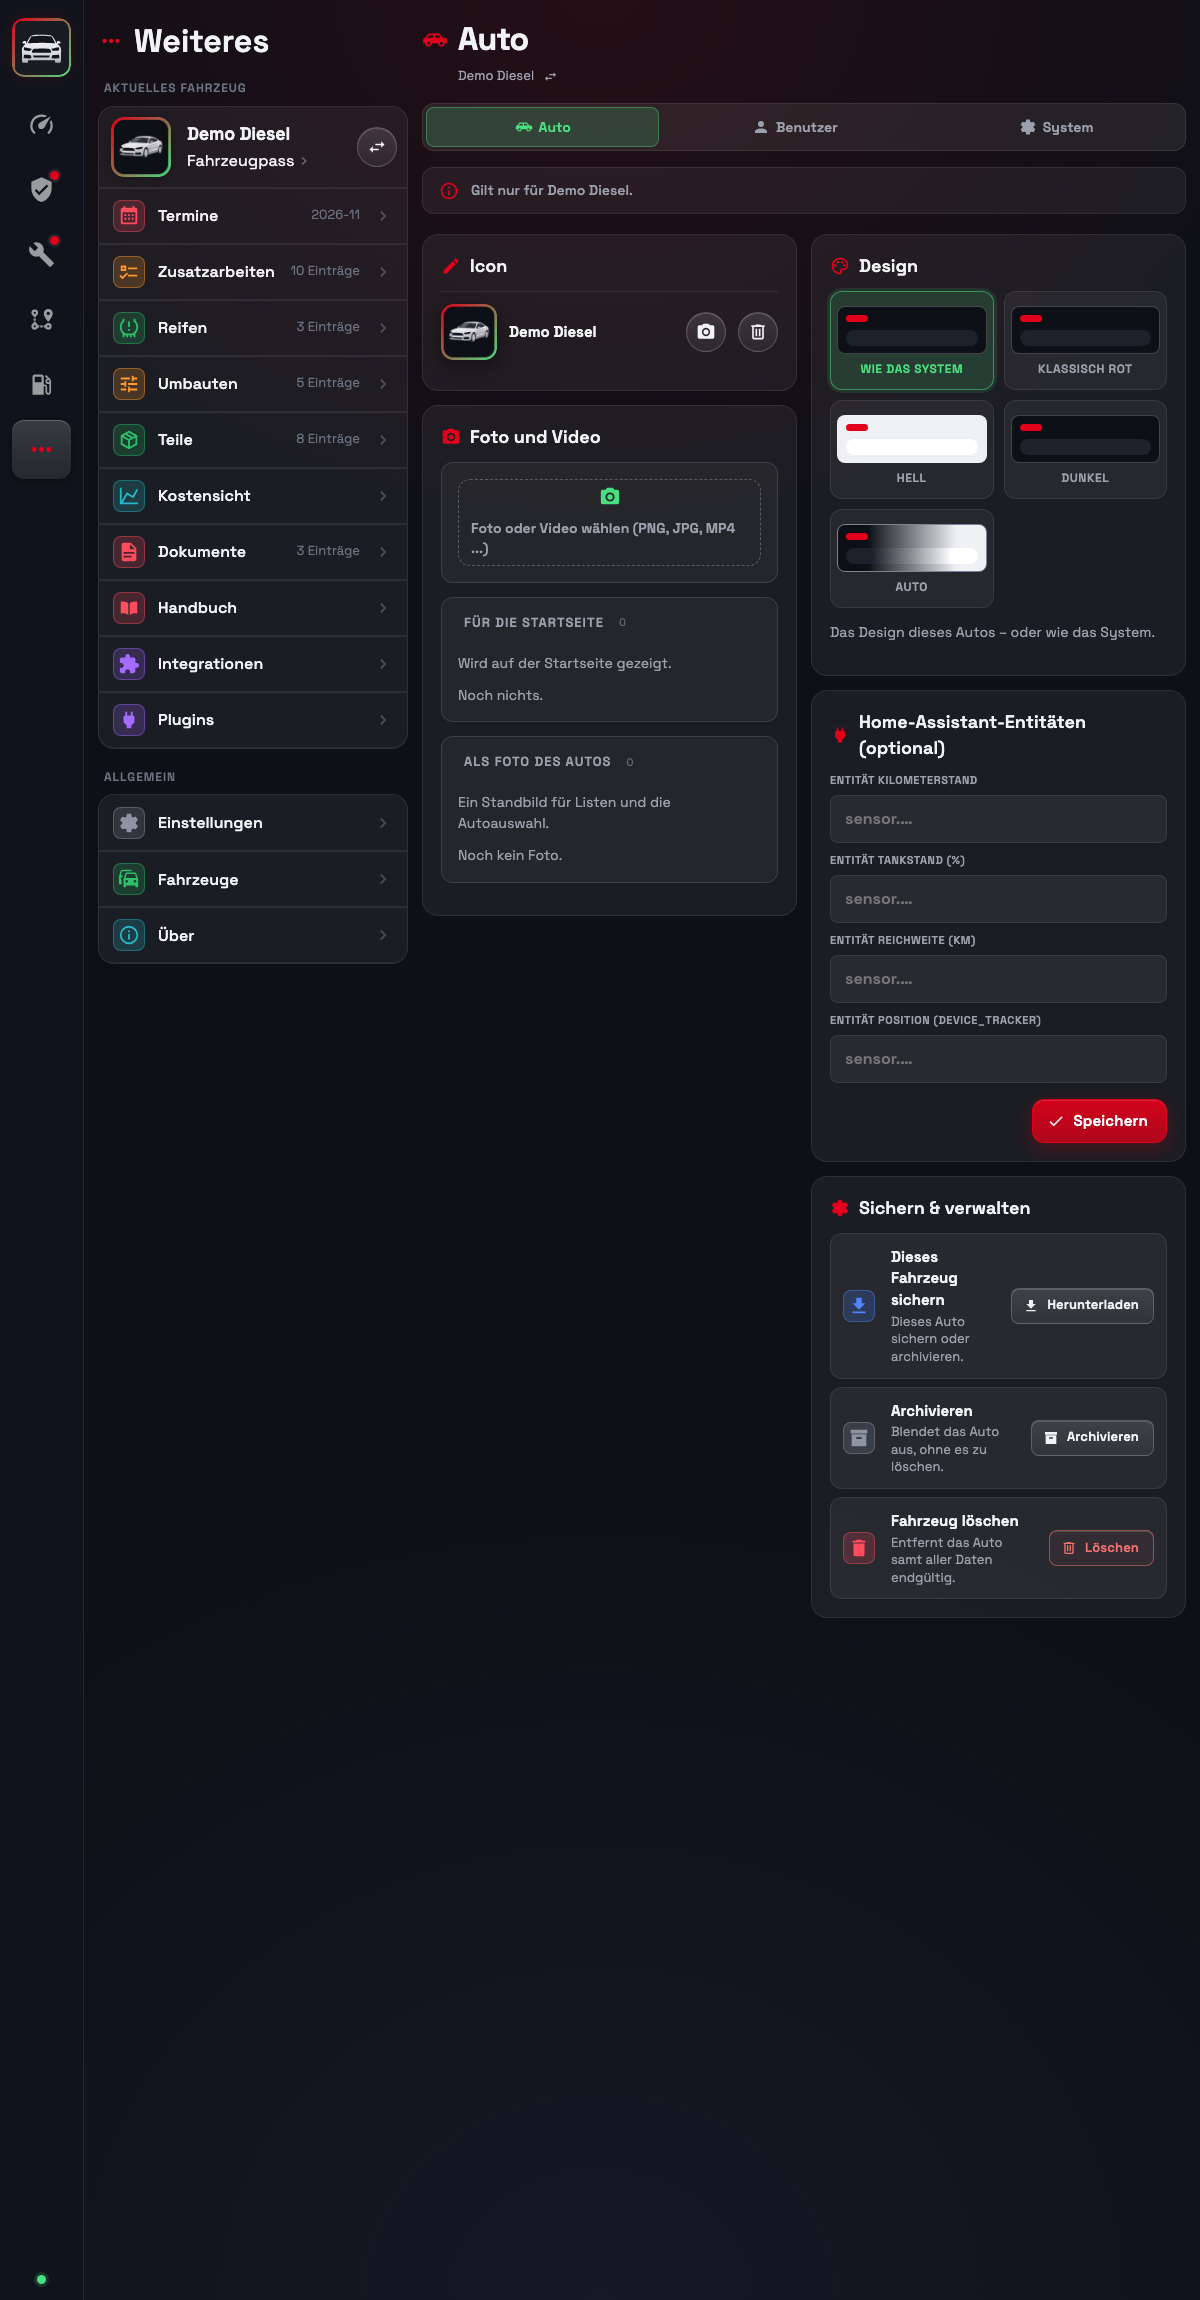 Weiteres
AKTUELLES FAHRZEUG
Demo Diesel
Fahrzeugpass
Termine 2026-11
Zusatzarbeiten 10 Einträge
Reifen 3 Einträge
Umbauten 5 Einträge
Teile 8 Einträge
Kostensicht
Dokumente 3 Einträge
Handbuch
Integrationen
Plugins
ALLGEMEIN
Einstellungen
Fahrzeuge
Über
Auto
Demo Diesel
Auto Benutzer System
Gilt nur für Demo Diesel.
Icon
Demo Diesel
Foto und Video
Foto oder Video wählen (PNG, JPG, MP4
...)
FÜR DIE STARTSEITE 0
Wird auf der Startseite gezeigt.
Noch nichts.
ALS FOTO DES AUTOS 0
Ein Standbild für Listen und die
Autoauswahl.
Noch kein Foto.
Design
WIE DAS SYSTEM KLASSISCH ROT
HELL DUNKEL
AUTO
Das Design dieses Autos – oder wie das System.
Home-Assistant-Entitäten
(optional)
ENTITÄT KILOMETERSTAND
sensor....
ENTITÄT TANKSTAND (%)
sensor....
ENTITÄT REICHWEITE (KM)
sensor....
ENTITÄT POSITION (DEVICE_TRACKER)
sensor....
Speichern
Sichern & verwalten
Dieses
Fahrzeug
sichern
Dieses Auto
sichern oder
archivieren.
Herunterladen
Archivieren
Blendet das Auto
aus, ohne es zu
löschen.
Archivieren
Fahrzeug löschen
Entfernt das Auto
samt aller Daten
endgültig.
Löschen